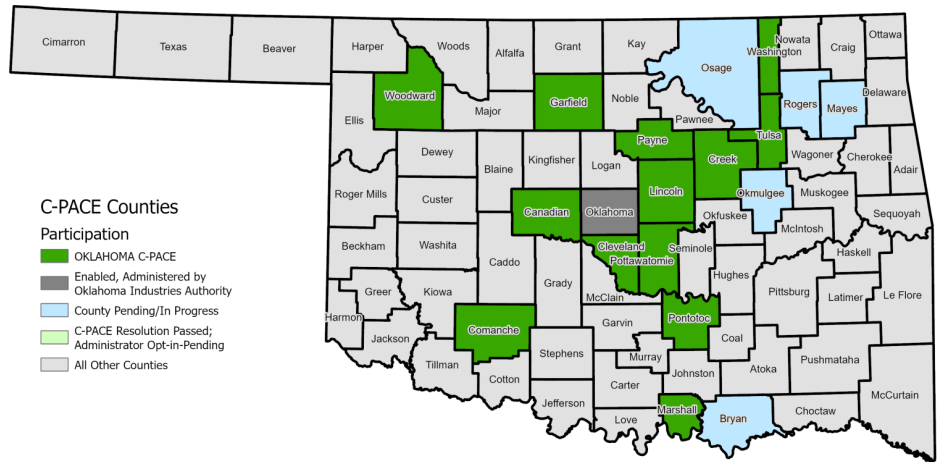 Cimarron
Texas
Beaver
Harper
Woods
Alfalfa
Grant
Kay
Osage
Nowata
Washington
Craig
Ottawa
Woodward
Garfield
Noble
Pawnee
Rogers
Mayes
Delaware
Ellis
Major
Payne
Tulsa
Creek
Wagoner
Cherokee
Adair
Dewey
Blaine
Kingfisher
Logan
Lincoln
Okmulgee
Muskogee
Roger Mills
Custer
Canadian
Oklahoma
Okfuskee
McIntosh
Sequoyah
C-PACE Counties
Participation
OKLAHOMA C-PACE
Enabled, Administered by
Oklahoma Industries Authority
County Pending/In Progress
C-PACE Resolution Passed;
Administrator Opt-in-Pending
All Other Counties
Beckham
Washita
Caddo
Cleveland
Pottawatomie
Seminole
Hughes
Haskell
Greer
Kiowa
Grady
McClain
Pittsburg
Latimer
Le Flore
Harmon
Jackson
Comanche
Garvin
Pontotoc
Coal
Tillman
Cotton
Stephens
Murray
Johnston
Atoka
Pushmataha
McCurtain
Jefferson
Carter
Love
Marshall
Bryan
Choctaw